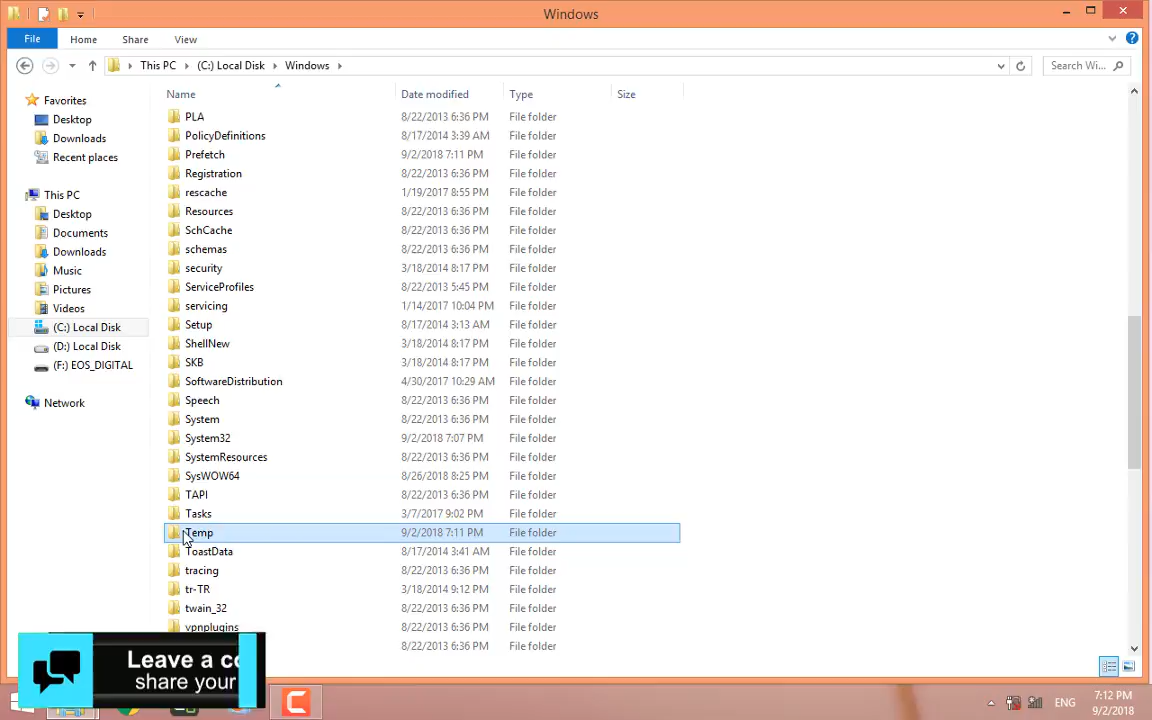 Windows
File Home Share View
This PC (C:) Local Disk Windows
Search Wi...
Name Date modified Type Size
Favorites
Desktop
Downloads
Recent places
This PC
Desktop
Documents
Downloads
Music
Pictures
Videos
(C:) Local Disk
(D:) Local Disk
(F:) EOS_DIGITAL
Network
PLA 8/22/2013 6:36 PM File folder
PolicyDefinitions 8/17/2014 3:39 AM File folder
Prefetch 9/2/2018 7:11 PM File folder
Registration 8/22/2013 6:36 PM File folder
rescache 1/19/2017 8:55 PM File folder
Resources 8/22/2013 6:36 PM File folder
SchCache 8/22/2013 6:36 PM File folder
schemas 8/22/2013 6:36 PM File folder
security 3/18/2014 8:17 PM File folder
ServiceProfiles 8/22/2013 5:45 PM File folder
servicing 1/14/2017 10:04 PM File folder
Setup 8/17/2014 3:13 AM File folder
ShellNew 3/18/2014 8:17 PM File folder
SKB 3/18/2014 8:17 PM File folder
SoftwareDistribution 4/30/2017 10:29 AM File folder
Speech 8/22/2013 6:36 PM File folder
System 8/22/2013 6:36 PM File folder
System32 9/2/2018 7:07 PM File folder
SystemResources 8/22/2013 6:36 PM File folder
SysWOW64 8/26/2018 8:25 PM File folder
TAPI 8/22/2013 6:36 PM File folder
Tasks 3/7/2017 9:02 PM File folder
Temp 9/2/2018 7:11 PM File folder
ToastData 8/17/2014 3:41 AM File folder
tracing 8/22/2013 6:36 PM File folder
tr-TR 3/18/2014 9:12 PM File folder
twain_32 8/22/2013 6:36 PM File folder
vpnplugins 8/22/2013 6:36 PM File folder
8/22/2013 6:36 PM File folder
Leave a co
share your
ENG
7:12 PM
9/2/2018